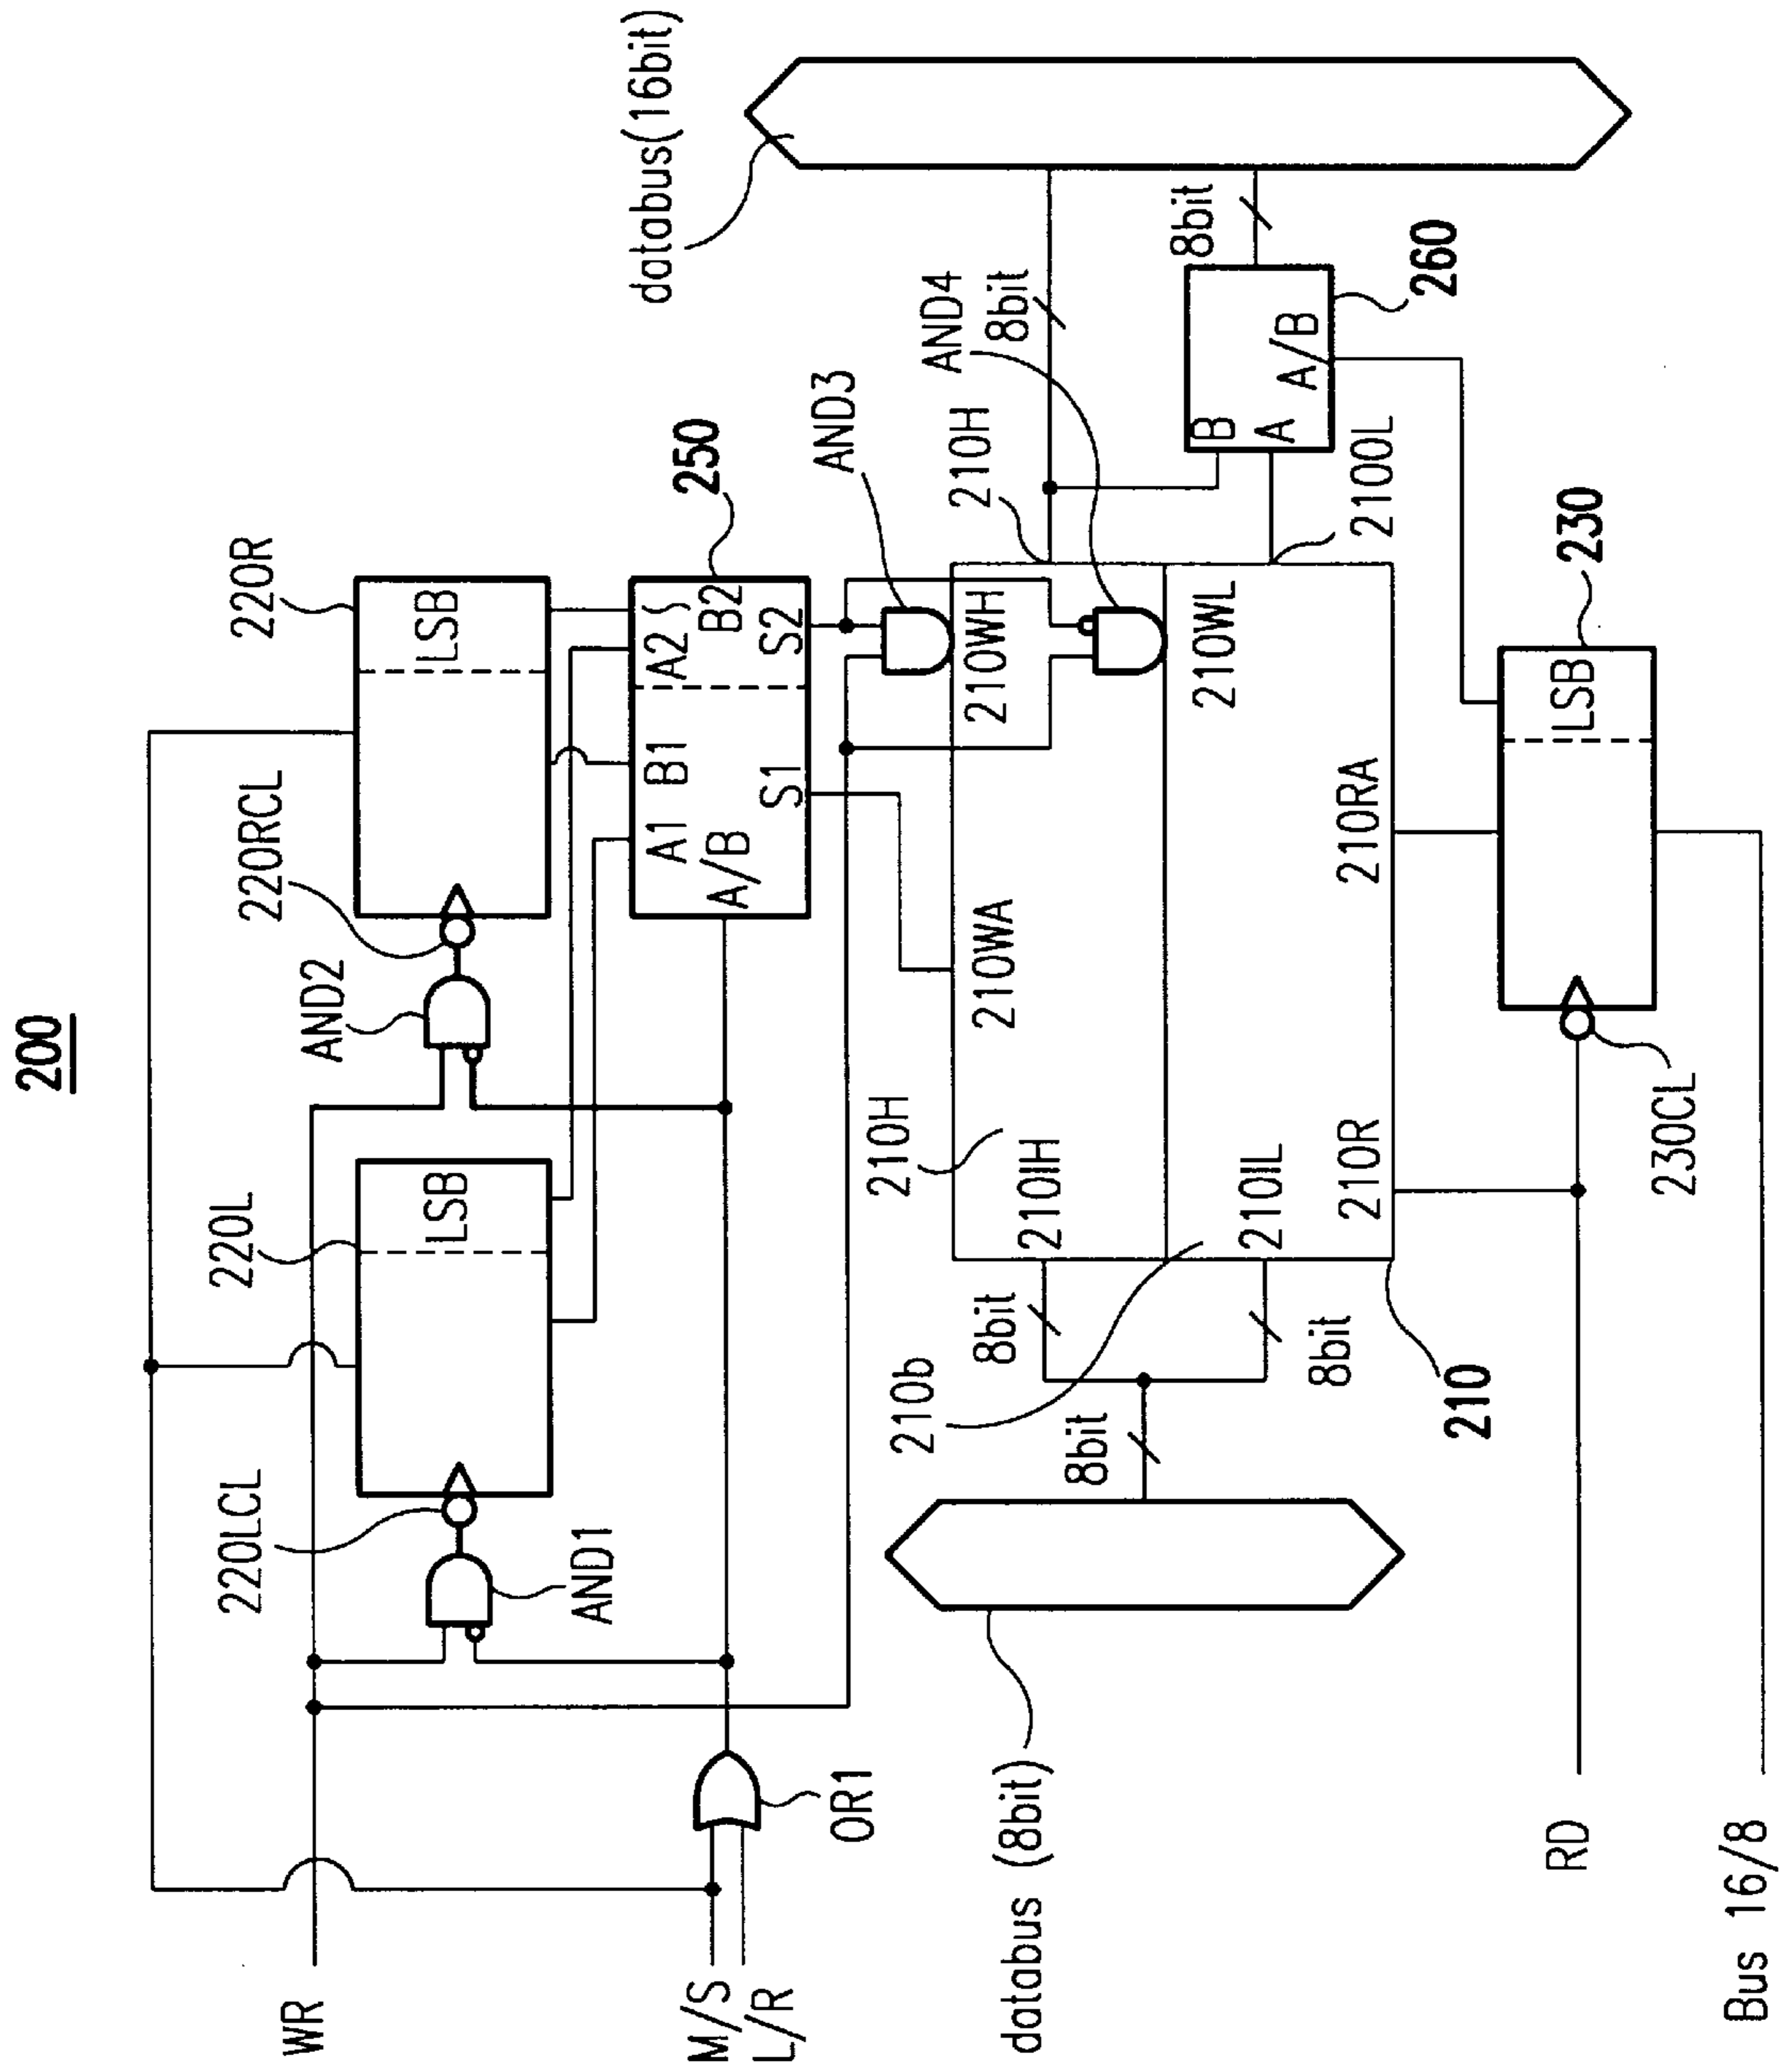 200
WR
M/S
L/R
OR1
220LCL
AND1
220L
LSB
AND2
220RCL
220R
LSB
A1
B1
A2
B2
A/B
S1
S2
250
databus(16bit)
AND3
AND4
8bit
210H
210WH
210WA
210H
210IH
210IL
210WL
210R
210RA
210b
210
8bit
8bit
8bit
databus (8bit)
B
A
A/B
8bit
260
2100L
230
LSB
230CL
RD
Bus 16/8